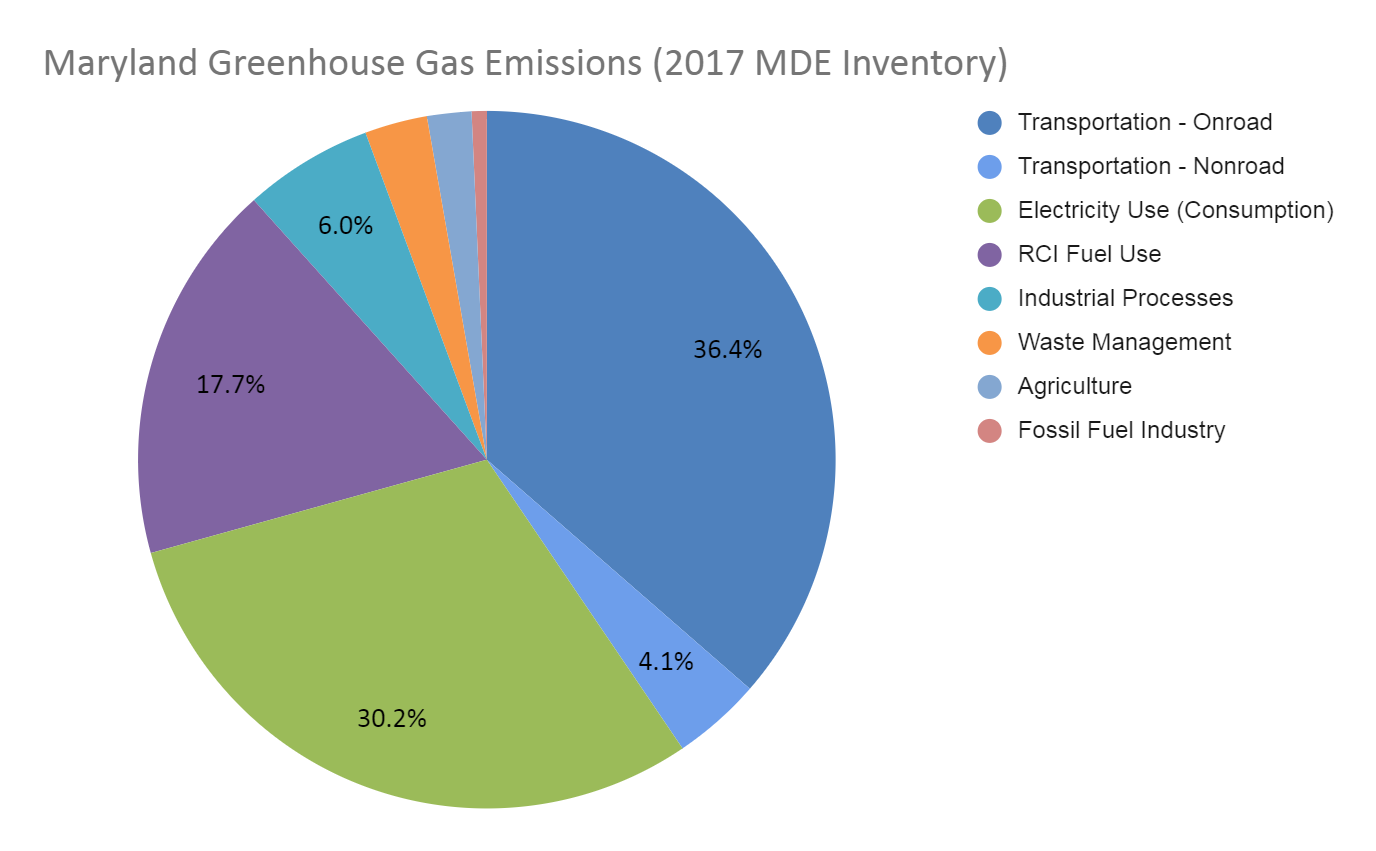 Maryland Greenhouse Gas Emissions (2017 MDE Inventory)
Transportation - Onroad
Transportation - Nonroad
Electricity Use (Consumption)
RCI Fuel Use
Industrial Processes
Waste Management
Agriculture
Fossil Fuel Industry
6.0%
36.4%
17.7%
4.1%
30.2%